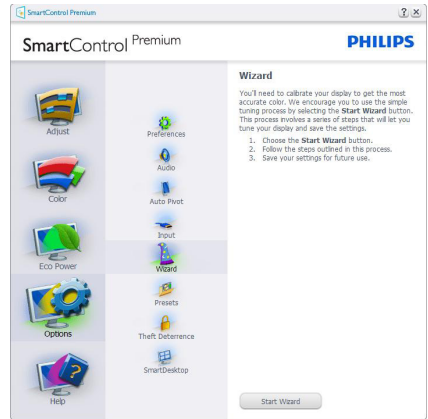 SmartControl Premium
? ×
SmartControl Premium
PHILIPS
Adjust
Color
Eco Power
Options
Help
Preferences
Audio
Auto Pivot
Input
Wizard
Presets
Theft Deterrence
SmartDesktop
Wizard
You'll need to calibrate your display to get the most
accurate color. We encourage you to use the simple
tuning process by selecting the Start Wizard button.
This process involves a series of steps that will let you
tune your display and save the settings.
1. Choose the Start Wizard button.
2. Follow the steps outlined in this process.
3. Save your settings for future use.
Start Wizard